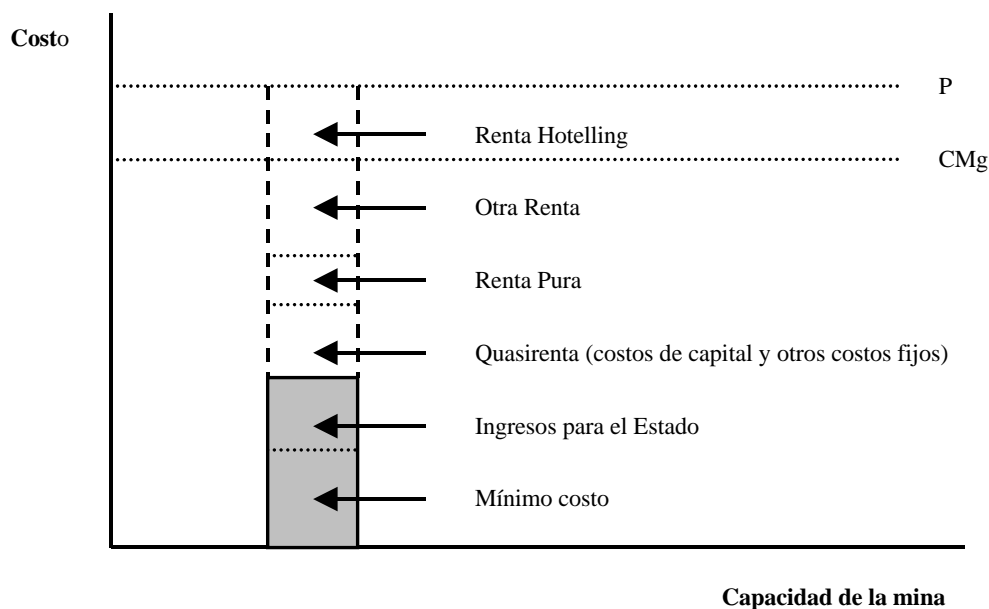 Costo
P
Renta Hotelling
CMg
Otra Renta
Renta Pura
Quasirenta (costos de capital y otros costos fijos)
Ingresos para el Estado
Mínimo costo
Capacidad de la mina